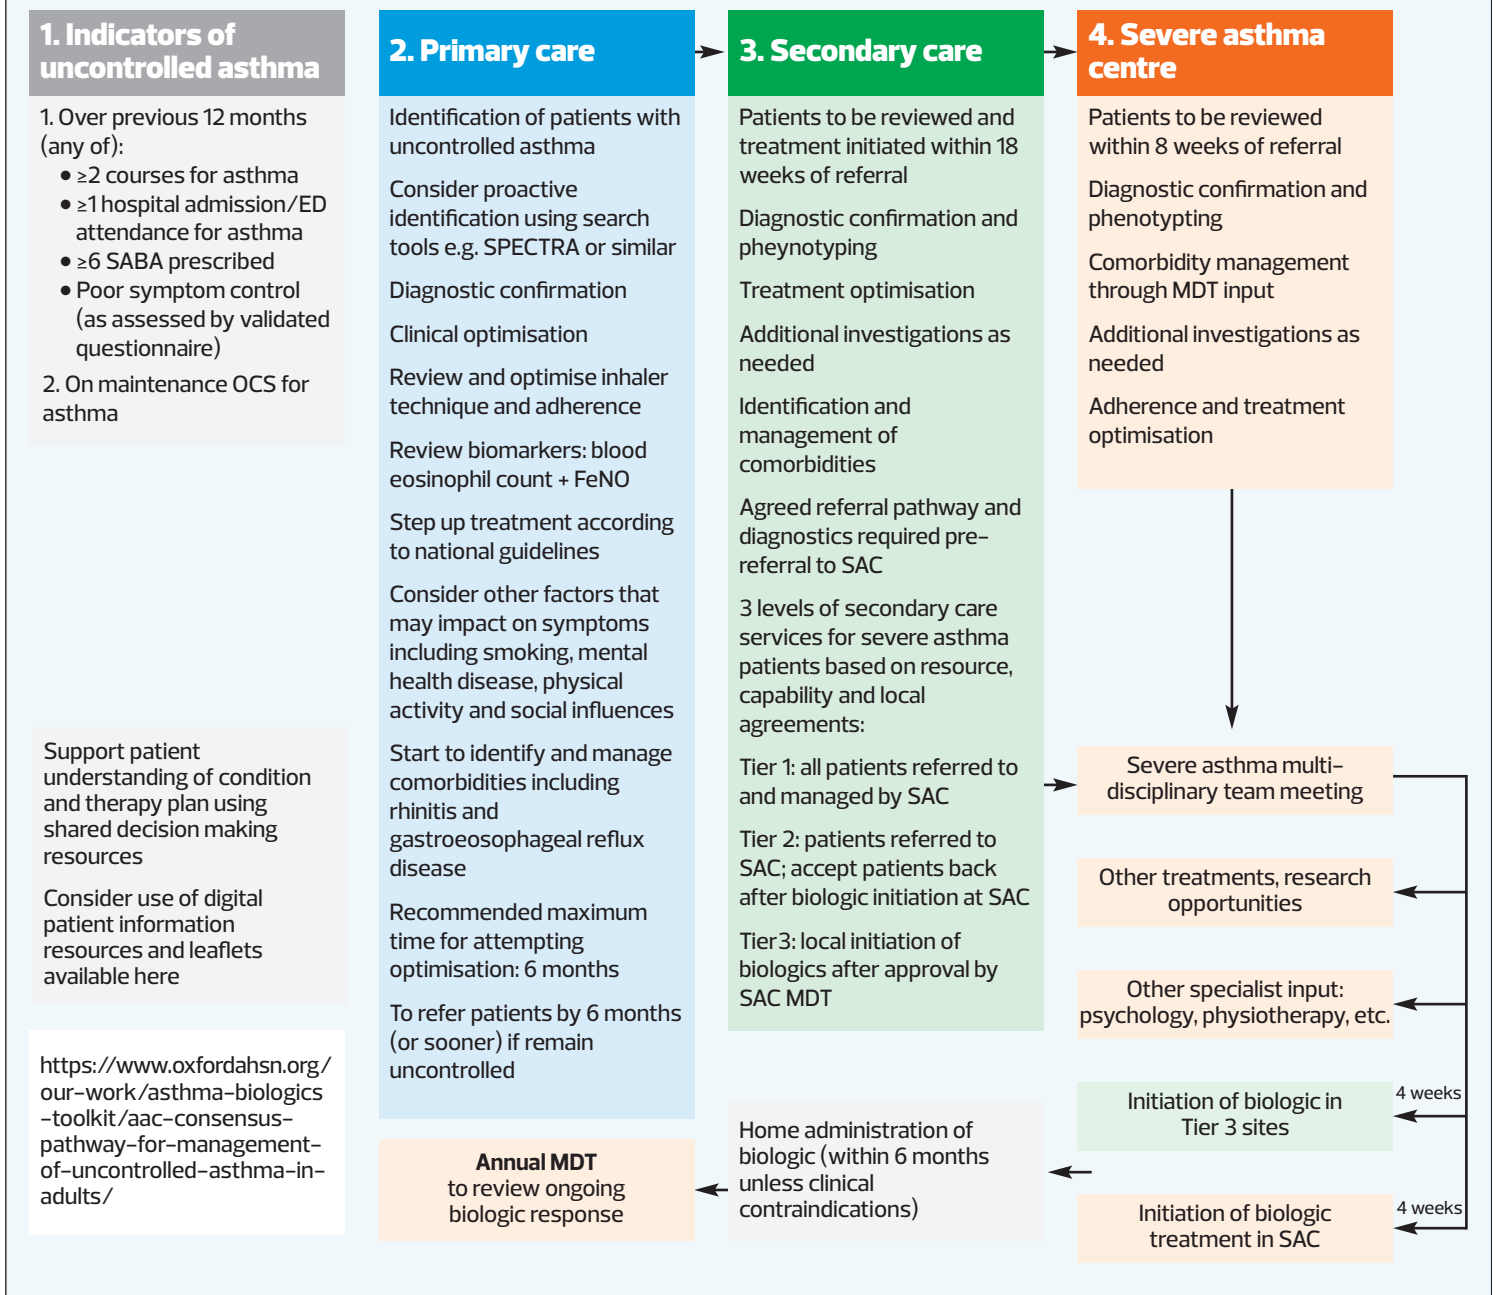 1. Indicators of
uncontrolled asthma
1. Over previous 12 months
(any of):
• ≥2 courses for asthma
• ≥1 hospital admission/ED
attendance for asthma
• ≥6 SABA prescribed
• Poor symptom control
(as assessed by validated
questionnaire)
2. On maintenance OCS for
asthma
Support patient
understanding of condition
and therapy plan using
shared decision making
resources
Consider use of digital
patient information
resources and leaflets
available here
https://www.oxfordahsn.org/
our-work/asthma-biologics
-toolkit/aac-consensus-
pathway-for-management-
of-uncontrolled-asthma-in-
adults/
2. Primary care
Identification of patients with
uncontrolled asthma
Consider proactive
identification using search
tools e.g. SPECTRA or similar
Diagnostic confirmation
Clinical optimisation
Review and optimise inhaler
technique and adherence
Review biomarkers: blood
eosinophil count + FeNO
Step up treatment according
to national guidelines
Consider other factors that
may impact on symptoms
including smoking, mental
health disease, physical
activity and social influences
Start to identify and manage
comorbidities including
rhinitis and
gastroeosophageal reflux
disease
Recommended maximum
time for attempting
optimisation: 6 months
To refer patients by 6 months
(or sooner) if remain
uncontrolled
3. Secondary care
Patients to be reviewed and
treatment initiated within 18
weeks of referral
Diagnostic confirmation and
pheynotyping
Treatment optimisation
Additional investigations as
needed
Identification and
management of
comorbidities
Agreed referral pathway and
diagnostics required pre-
referral to SAC
3 levels of secondary care
services for severe asthma
patients based on resource,
capability and local
agreements:
Tier 1: all patients referred to
and managed by SAC
Tier 2: patients referred to
SAC; accept patients back
after biologic initiation at SAC
Tier 3: local initiation of
biologics after approval by
SAC MDT
4. Severe asthma
centre
Patients to be reviewed
within 8 weeks of referral
Diagnostic confirmation and
phenotypting
Comorbidity management
through MDT input
Additional investigations as
needed
Adherence and treatment
optimisation
Severe asthma multi-
disciplinary team meeting
Other treatments, research
opportunities
Other specialist input:
psychology, physiotherapy, etc.
4 weeks
Initiation of biologic in
Tier 3 sites
4 weeks
Initiation of biologic
treatment in SAC
Home administration of
biologic (within 6 months
unless clinical
contraindications)
Annual MDT
to review ongoing
biologic response